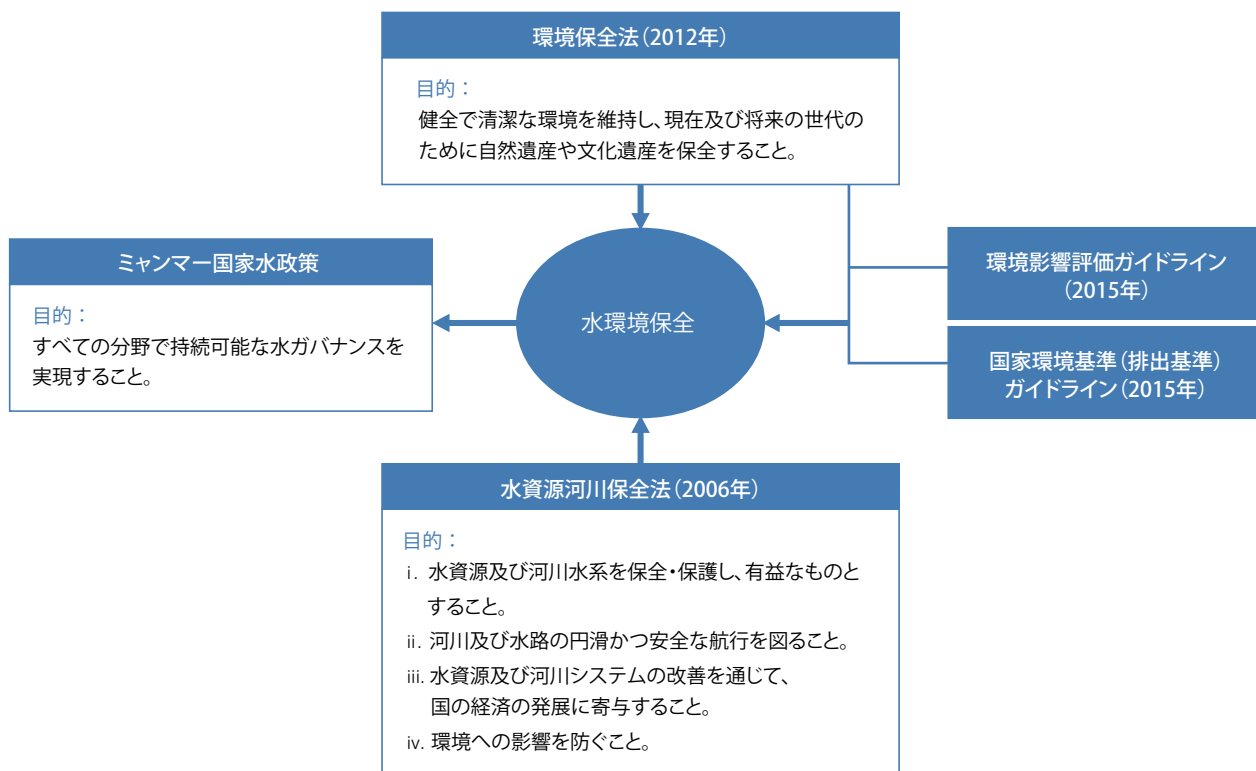 環境保全法（2012年）
目的：
健全で清潔な環境を維持し、現在及び将来の世代の
ために自然遺産や文化遺産を保全すること。
ミャンマー国家水政策
目的：
すべての分野で持続可能な水ガバナンスを
実現すること。
水環境保全
環境影響評価ガイドライン
（2015年）
国家環境基準（排出基準）
ガイドライン（2015年）
水資源河川保全法（2006年）
目的：
i. 水資源及び河川水系を保全・保護し、有益なものと
すること。
ii. 河川及び水路の円滑かつ安全な航行を図ること。
iii. 水資源及び河川システムの改善を通じて、
国の経済の発展に寄与すること。
iv. 環境への影響を防ぐこと。